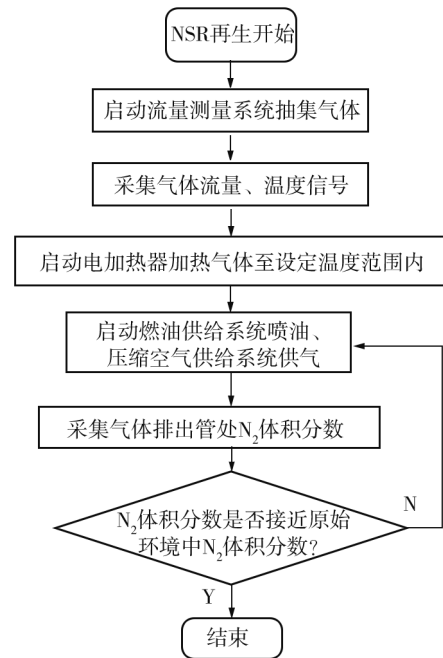 NSR再生开始
启动流量测量系统抽集气体
采集气体流量、温度信号
启动电加热器加热气体至设定温度范围内
启动燃油供给系统喷油、
压缩空气供给系统供气
采集气体排出管处N₂体积分数
N₂体积分数是否接近原始
环境中N₂体积分数?
N
Y
结束